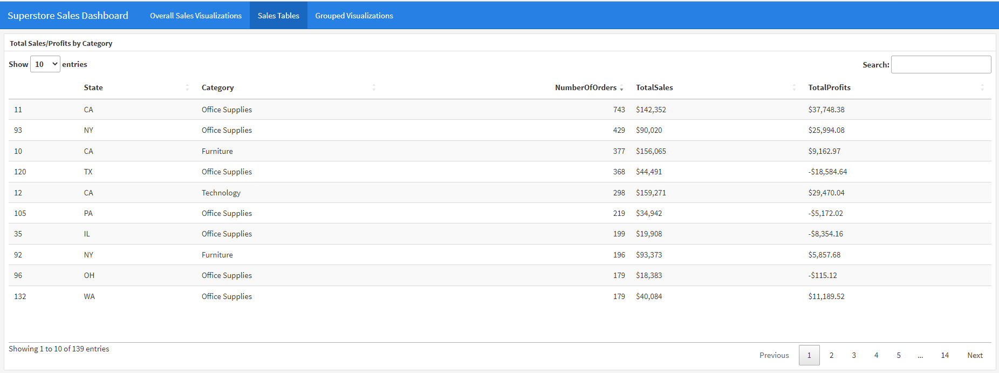 Superstore Sales Dashboard Overall Sales Visualizations Sales Tables Grouped Visualizations
Total Sales/Profits by Category
Show 10 entries Search:
State Category NumberOfOrders TotalSales TotalProfits
11 CA Office Supplies 743 $142,352 $37,748.38
93 NY Office Supplies 429 $90,020 $25,994.08
10 CA Furniture 377 $156,065 $9,162.97
120 TX Office Supplies 368 $44,491 -$18,584.64
12 CA Technology 298 $159,271 $29,470.04
105 PA Office Supplies 219 $34,942 -$5,172.02
35 IL Office Supplies 199 $19,908 -$8,354.16
92 NY Furniture 196 $93,373 $5,857.68
96 OH Office Supplies 179 $18,383 -$115.12
132 WA Office Supplies 179 $40,084 $11,189.52
Showing 1 to 10 of 139 entries
Previous 1 2 3 4 5 ... 14 Next